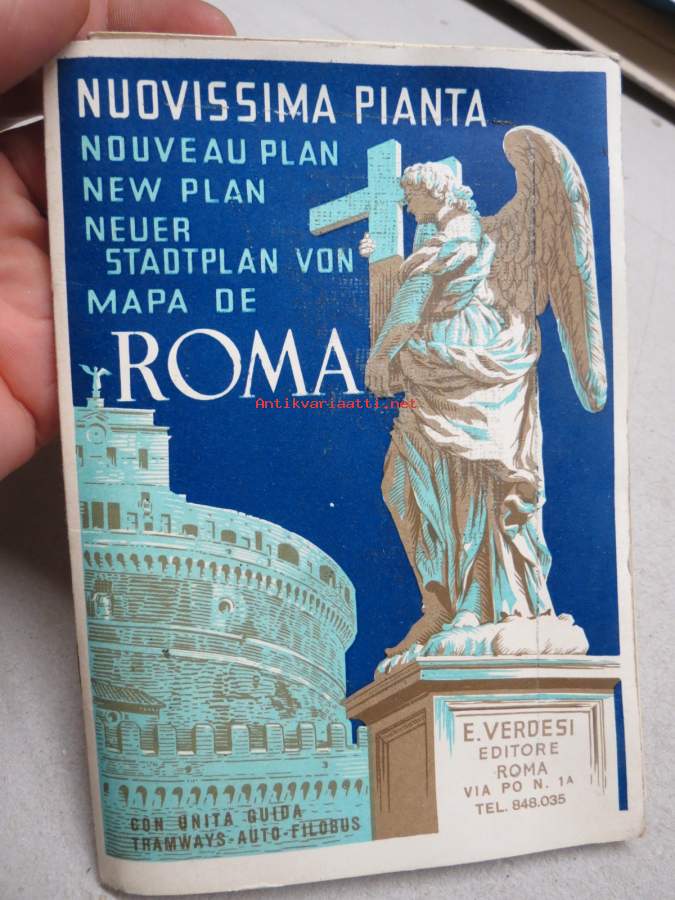 NUOVISSIMA PIANTA
NOUVEAU PLAN
NEW PLAN
NEUER
STADTPLAN VON
MAPA DE
ROMA
Antikvariaatti.net
E. VERDESI
EDITORE
ROMA
VIA PO N. 1A
TEL. 848.035
CON UNITA GUIDA
TRAMWAYS-AUTO-FILOBUS